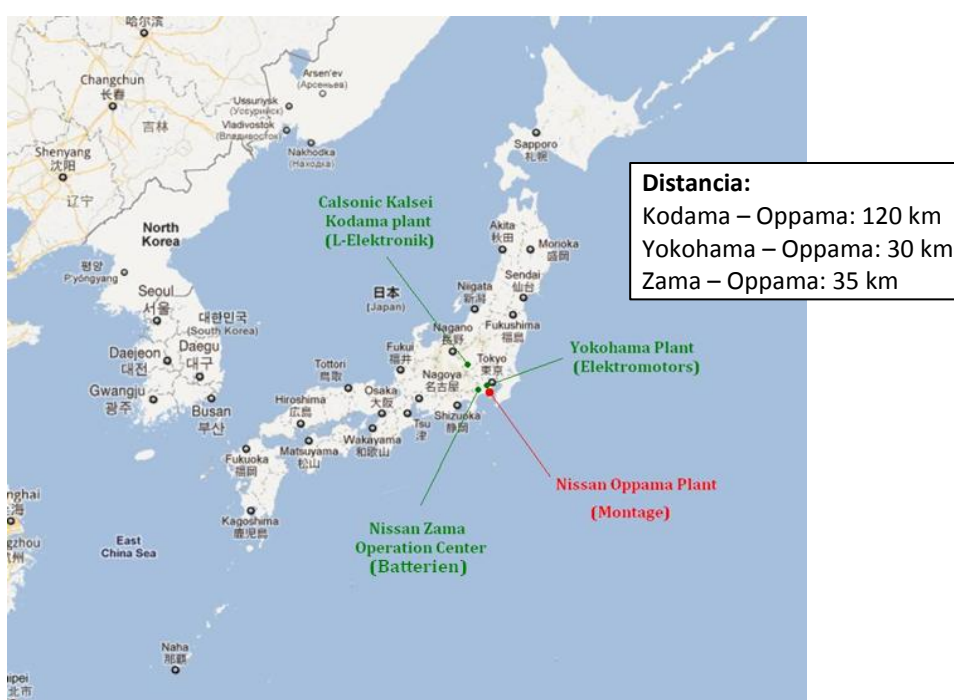 哈尔滨
Changchun
长春
吉林
Shenyang
沈阳
辽宁
Arsen'ev
(Арсеньев)
Ussuriysk
(Уссурийск)
Vladivostok
(Владивосток)
Nakhodka
(Находка)
North
Korea
평양
P'yongyang
Seoul
서울
대한민국
(South Korea)
Daejeon
대전
Daegu
대구
Gwangju
광주
Busan
부산
Calsonic Kalsei
Kodama plant
(L-Elektronik)
Sapporo
札幌
Distancia:
Kodama – Oppama: 120 km
Yokohama – Oppama: 30 km
Zama – Oppama: 35 km
Akita
秋田
Morioka
盛岡
Sendai
仙台
日本
(Japan)
Niigata
新潟
Fukushima
福島
Nagano
長野
Fukui
福井
Tokyo
東京
Yokohama Plant
(Elektromotors)
Tottori
鳥取
Nagoya
名古屋
Osaka
大阪
Hiroshima
広島
Tsu
津
Shizuoka
静岡
Wakayama
和歌山
Matsuyama
松山
Fukuoka
福岡
Kagoshima
鹿児島
Nissan Oppama Plant
(Montage)
Nissan Zama
Operation Center
(Batterien)
nghai
海
gzhou
州
East
China Sea
Naha
那覇
ipei
北市